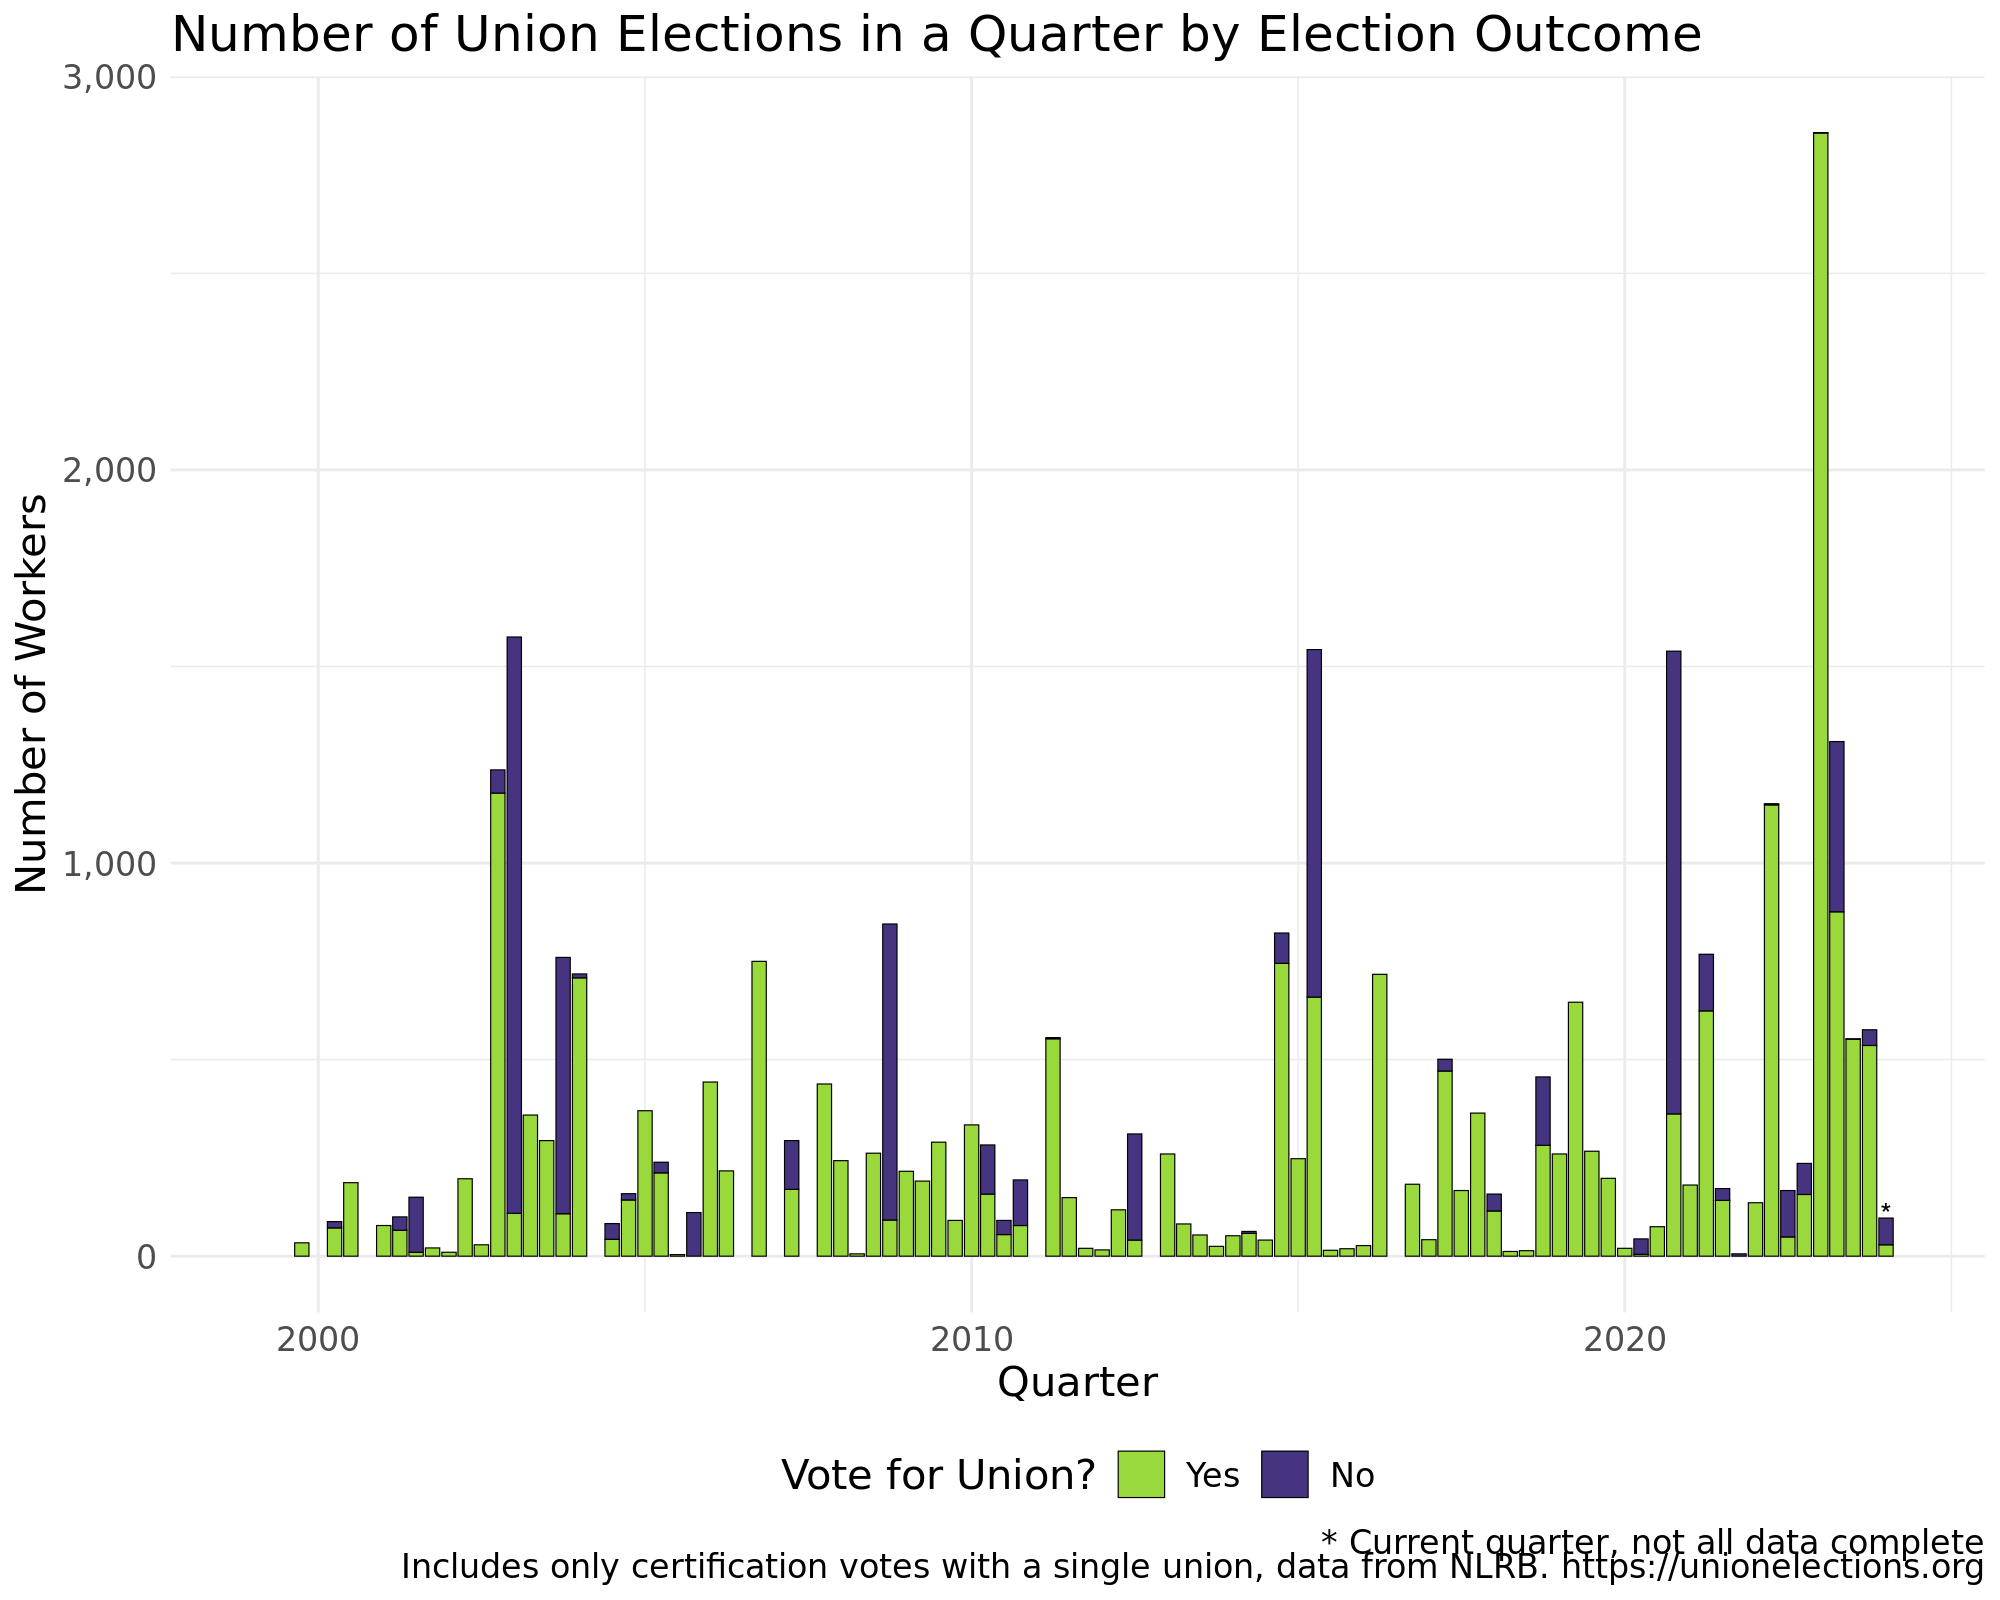 Number of Union Elections in a Quarter by Election Outcome
3,000
2,000
1,000
0
Number of Workers
*
2000 2010 2020
Quarter
Vote for Union? Yes No
* Current quarter, not all data complete
Includes only certification votes with a single union, data from NLRB. https://unionelections.org